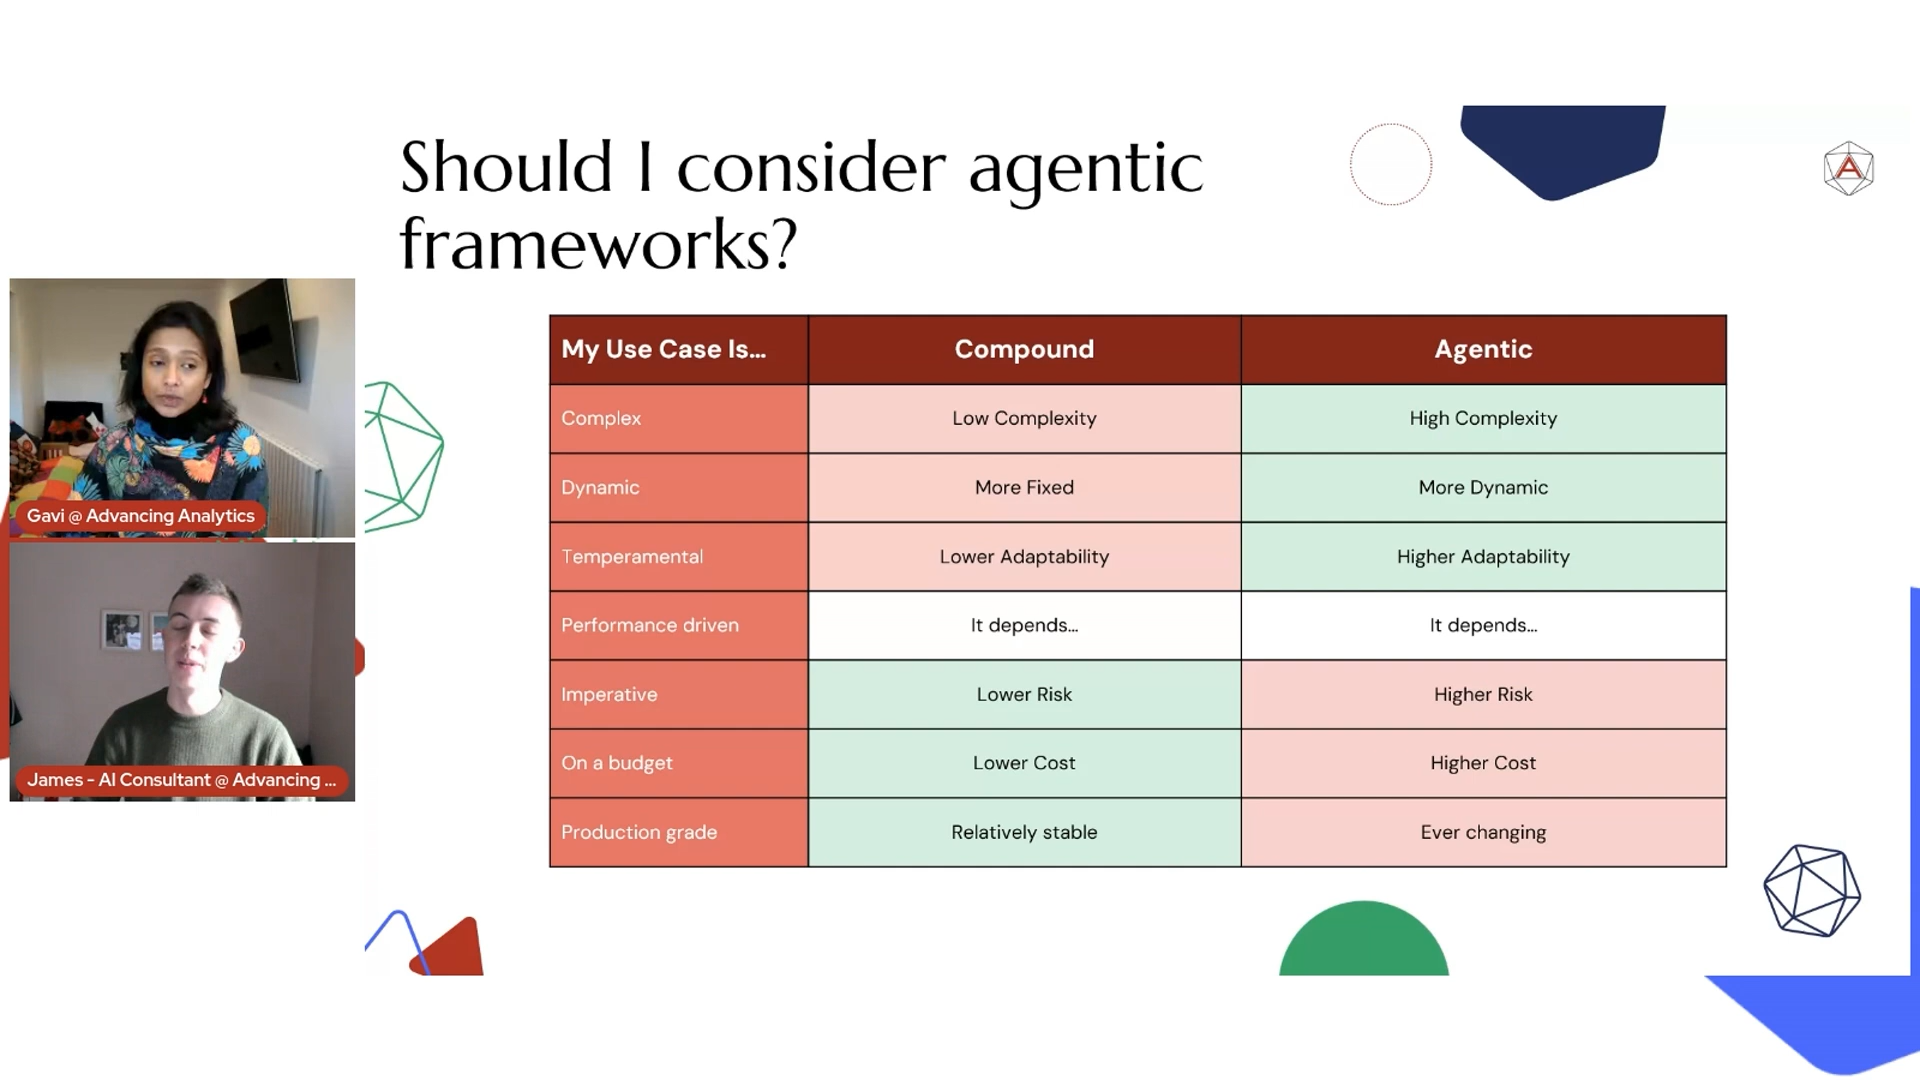 Should I consider agentic
frameworks?
A
My Use Case Is... Compound Agentic
Complex Low Complexity High Complexity
Dynamic More Fixed More Dynamic
Temperamental Lower Adaptability Higher Adaptability
Performance driven It depends... It depends...
Imperative Lower Risk Higher Risk
On a budget Lower Cost Higher Cost
Production grade Relatively stable Ever changing
Gavi @ Advancing Analytics
James - AI Consultant @ Advancing ...